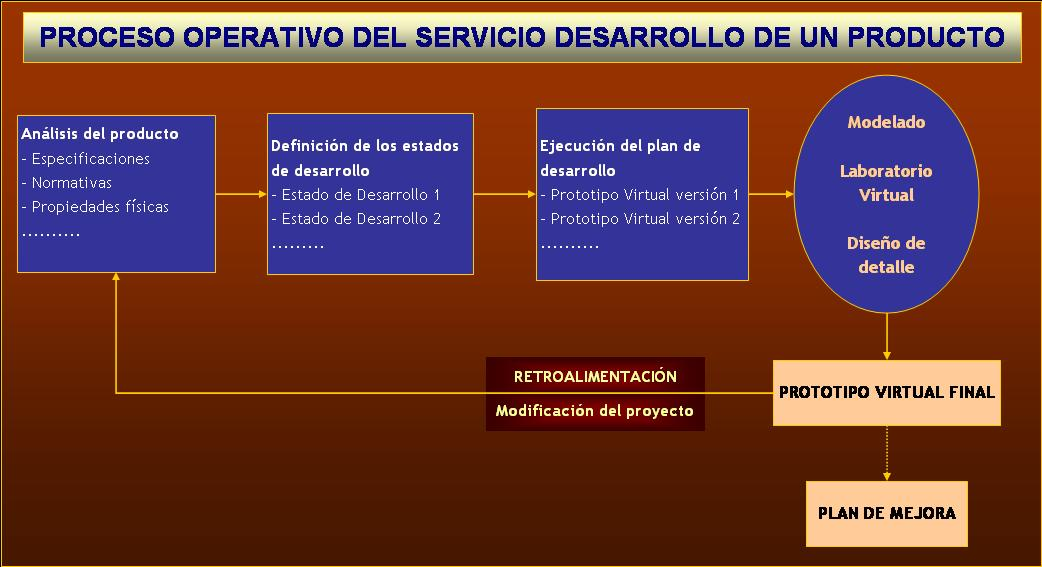 PROCESO OPERATIVO DEL SERVICIO DESARROLLO DE UN PRODUCTO
Análisis del producto
- Especificaciones
- Normativas
- Propiedades físicas
..........
Definición de los estados
de desarrollo
- Estado de Desarrollo 1
- Estado de Desarrollo 2
.........
Ejecución del plan de
desarrollo
- Prototipo Virtual versión 1
- Prototipo Virtual versión 2
..........
Modelado
Laboratorio
Virtual
Diseño de
detalle
RETROALIMENTACIÓN
Modificación del proyecto
PROTOTIPO VIRTUAL FINAL
PLAN DE MEJORA